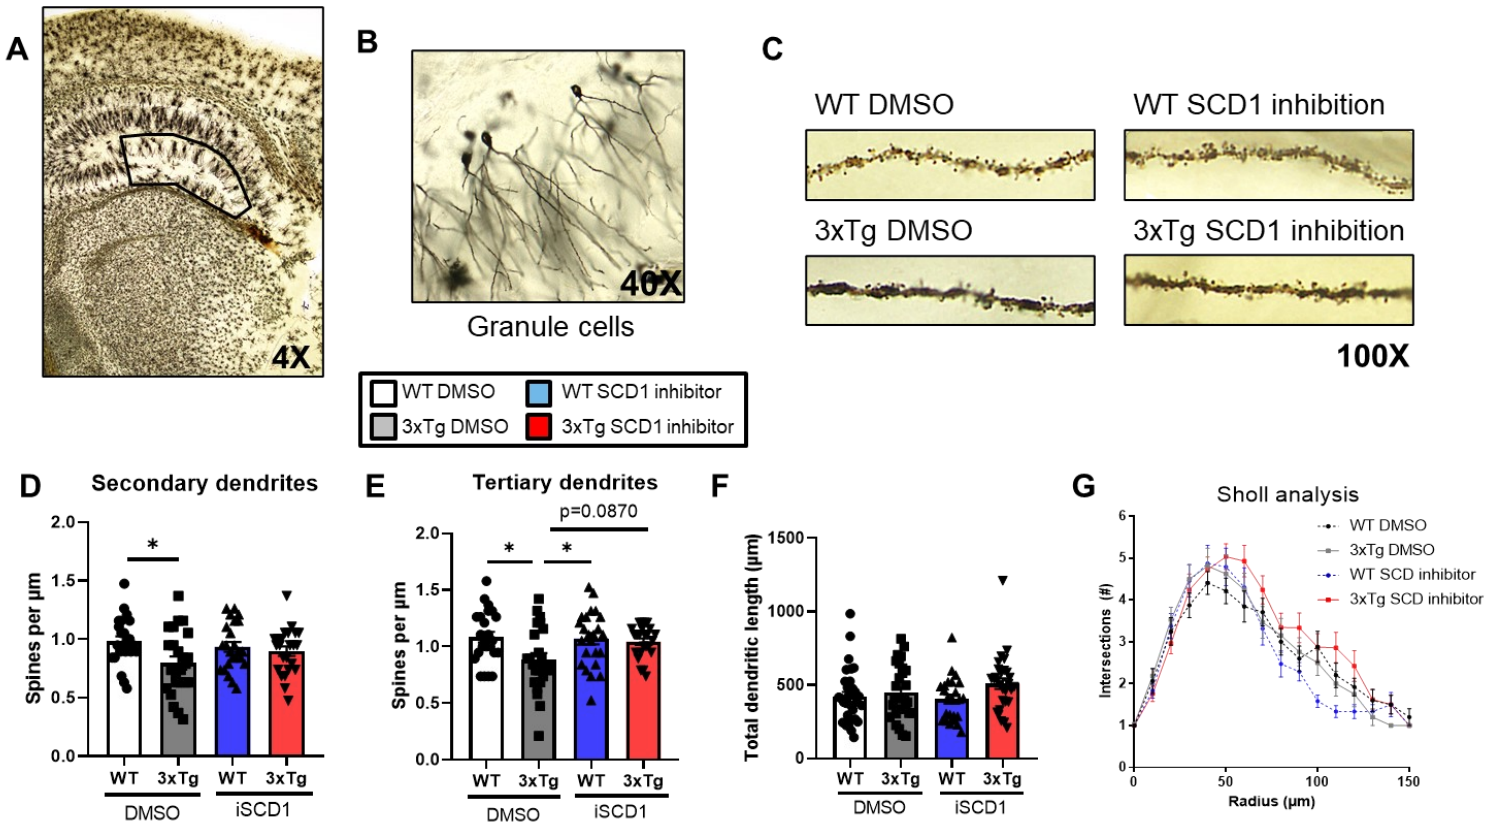 A
4X
B
40X
Granule cells
C
WT DMSO
WT SCD1 inhibition
3xTg DMSO
3xTg SCD1 inhibition
100X
WT DMSO
WT SCD1 inhibitor
3xTg DMSO
3xTg SCD1 inhibitor
D
Secondary dendrites
Spines per µm
2.0
1.5
1.0
0.5
0.0
*
WT
3xTg
WT
3xTg
DMSO
iSCD1
E
Tertiary dendrites
p=0.0870
Spines per µm
2.0
1.5
1.0
0.5
0.0
*
*
WT
3xTg
WT
3xTg
DMSO
iSCD1
F
Total dendritic length (µm)
1500
1000
500
0
WT
3xTg
WT
3xTg
DMSO
iSCD1
G
Sholl analysis
WT DMSO
3xTg DMSO
WT SCD inhibitor
3xTg SCD inhibitor
Intersections (#)
6
5
4
3
2
1
0
0
50
100
150
Radius (µm)